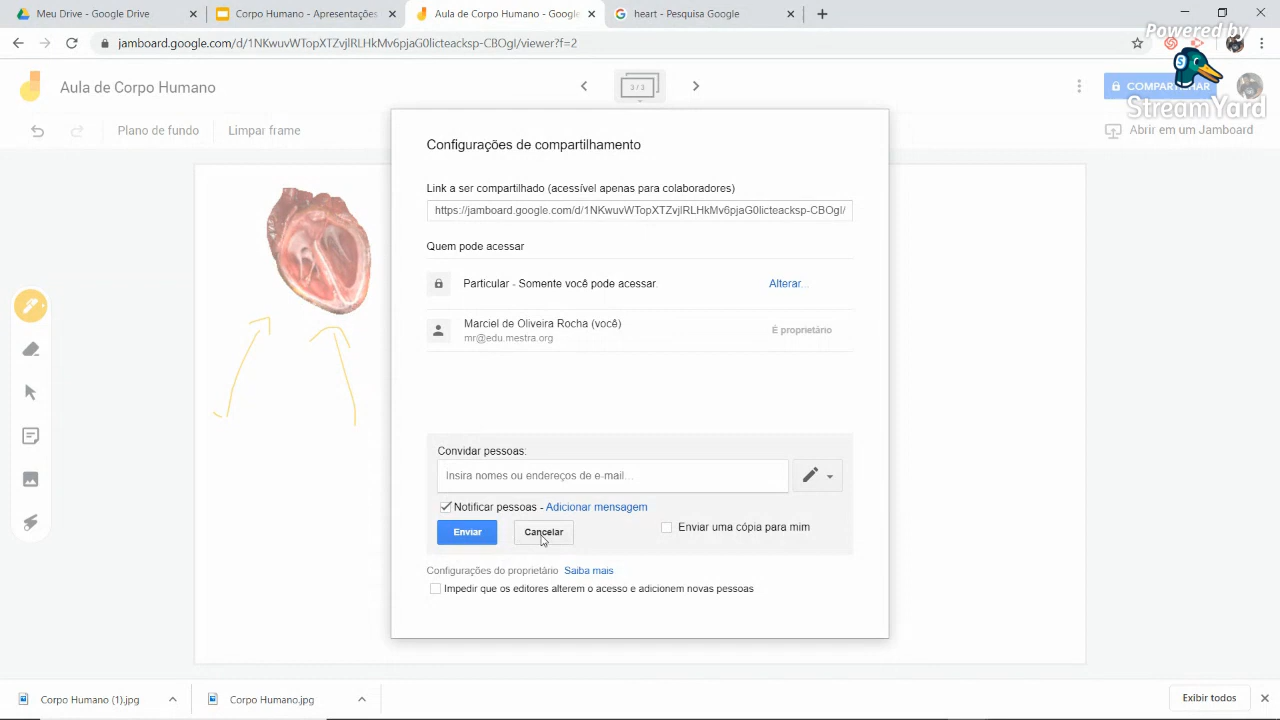 Meu Drive - Google Drive
Corpo Humano - Apresentações
Aula de Corpo Humano - Google
heart - Pesquisa Google
jamboard.google.com/d/1NKwuvWTopXTZvjlRLHkMv6pjaG0licteacksp-CBOgI/viewer?f=2
Powered by
StreamYard
Aula de Corpo Humano
3 / 3
COMPARTILHAR
Plano de fundo
Limpar frame
Abrir em um Jamboard
Configurações de compartilhamento
Link a ser compartilhado (acessível apenas para colaboradores)
https://jamboard.google.com/d/1NKwuvWTopXTZvjlRLHkMv6pjaG0licteacksp-CBOgI/
Quem pode acessar
Particular - Somente você pode acessar. Alterar...
Marciel de Oliveira Rocha (você)
mr@edu.mestra.org
É proprietário
Convidar pessoas:
Insira nomes ou endereços de e-mail...
Notificar pessoas - Adicionar mensagem
Enviar
Cancelar
Enviar uma cópia para mim
Configurações do proprietário Saiba mais
Impedir que os editores alterem o acesso e adicionem novas pessoas
Corpo Humano (1).jpg
Corpo Humano.jpg
Exibir todos